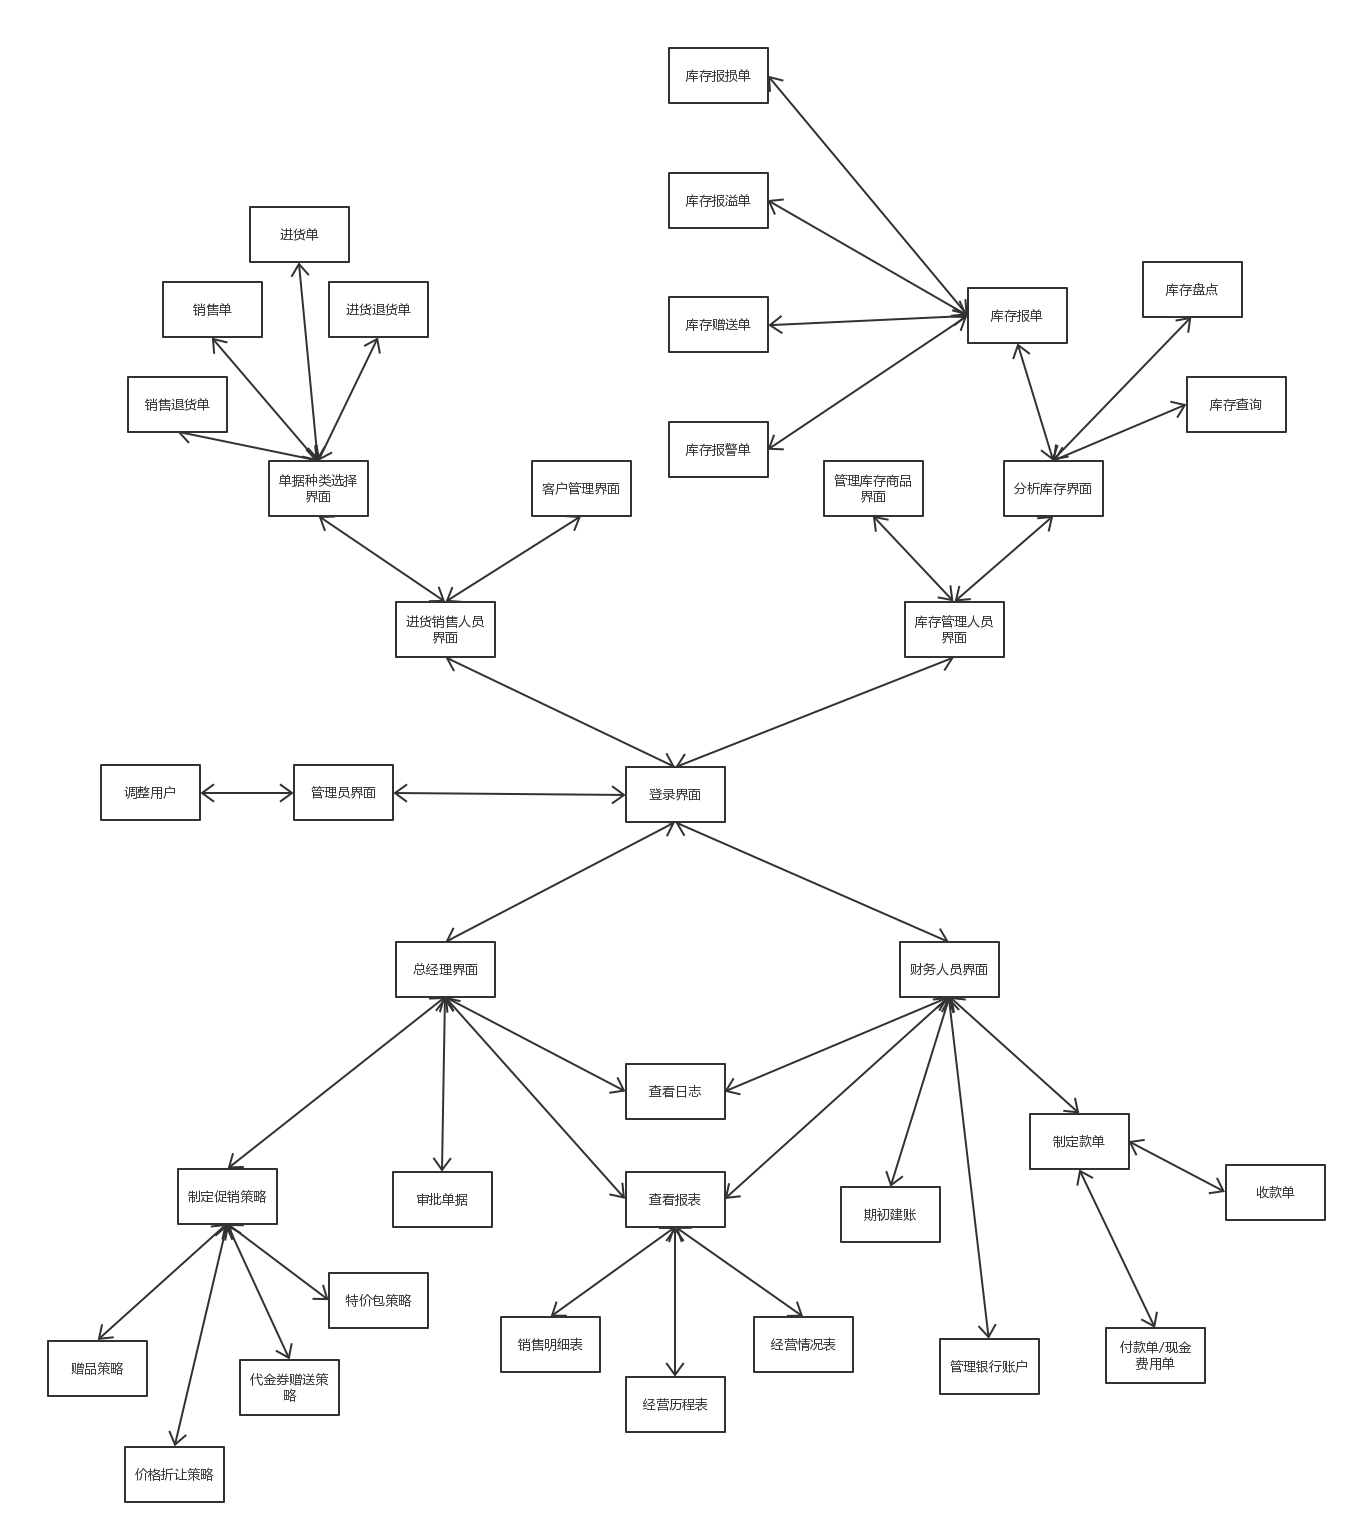 库存报损单
库存报溢单
进货单
库存盘点
销售单
进货退货单
库存赠送单
库存报单
销售退货单
库存查询
库存报警单
单据种类选择
界面
客户管理界面
管理库存商品
界面
分析库存界面
进货销售人员
界面
库存管理人员
界面
调整用户
管理员界面
登录界面
总经理界面
财务人员界面
查看日志
制定款单
制定促销策略
审批单据
查看报表
期初建账
收款单
特价包策略
销售明细表
经营情况表
赠品策略
代金券赠送策
略
经营历程表
管理银行账户
付款单/现金
费用单
价格折让策略